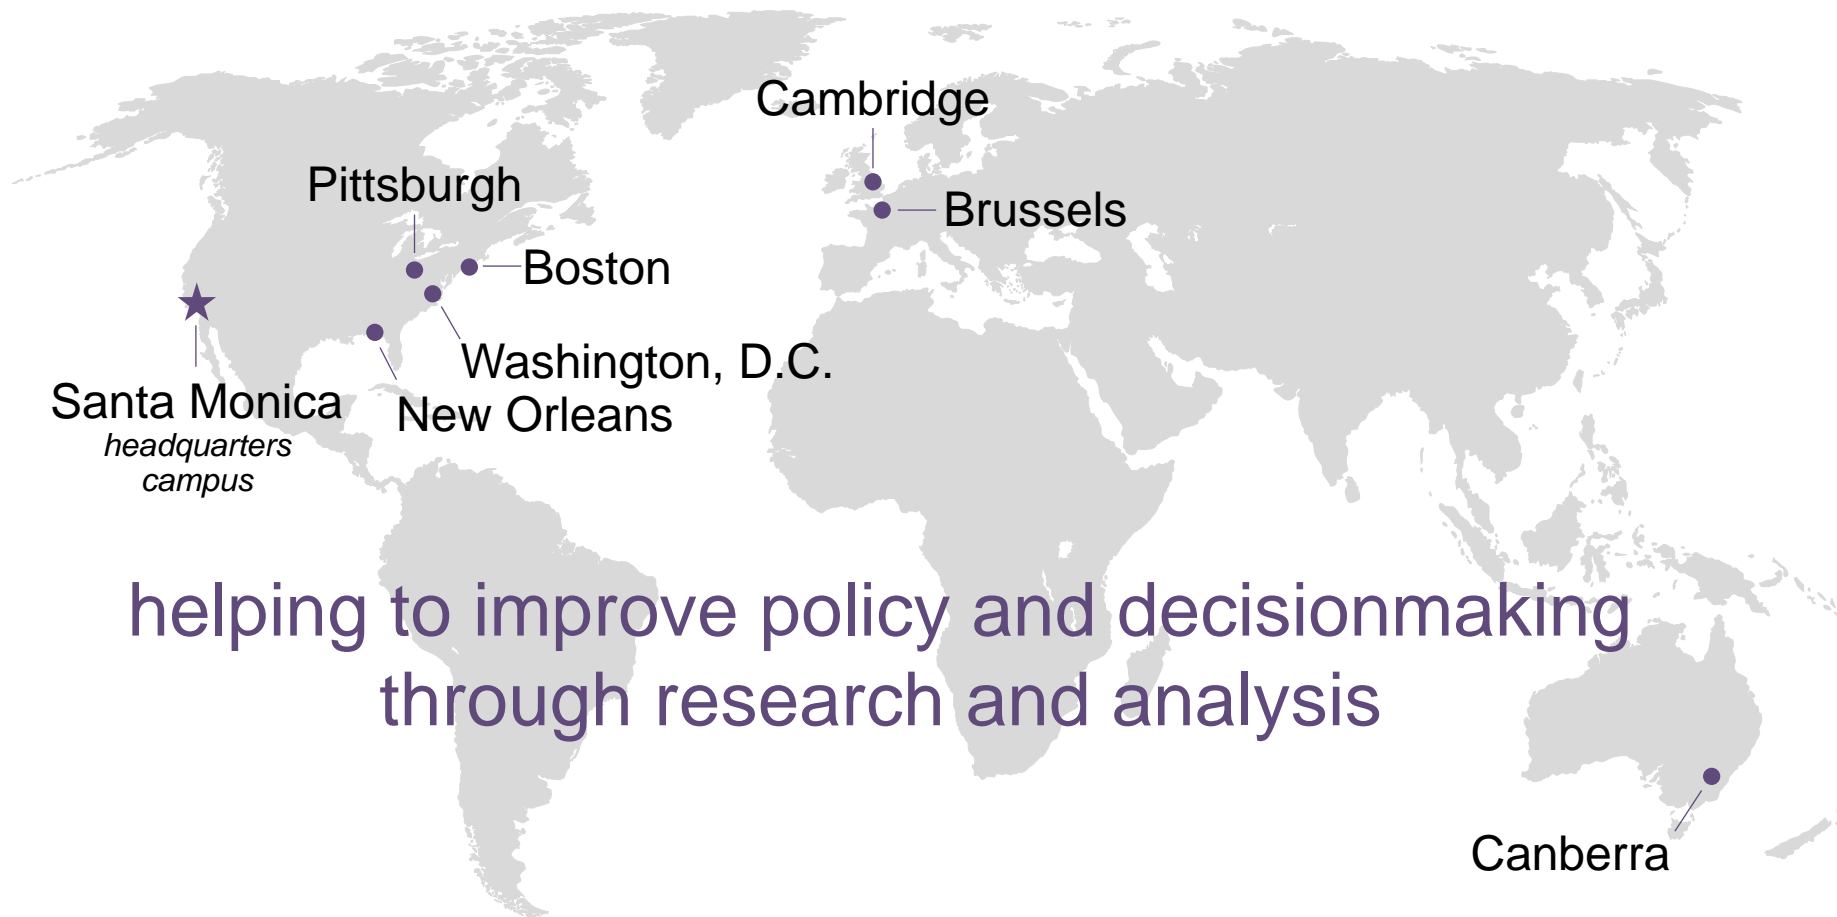 Cambridge
Pittsburgh
Brussels
Boston
Washington, D.C.
Santa Monica
headquarters
campus
New Orleans
helping to improve policy and decisionmaking
through research and analysis
Canberra